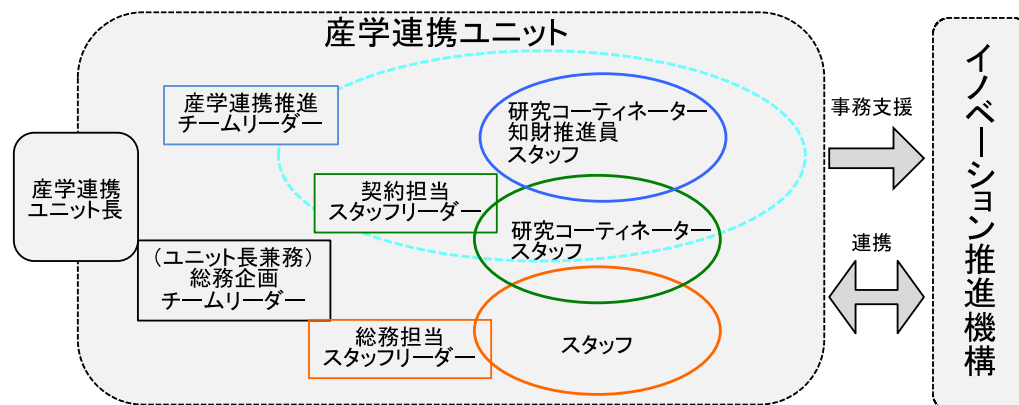 産学連携ユニット
産学連携推進
チームリーダー
研究コーティネーター
知財推進員
スタッフ
産学連携
ユニット長
契約担当
スタッフリーダー
研究コーティネーター
スタッフ
（ユニット長兼務）
総務企画
チームリーダー
総務担当
スタッフリーダー
スタッフ
事務支援
連携
イノベーション推進機構